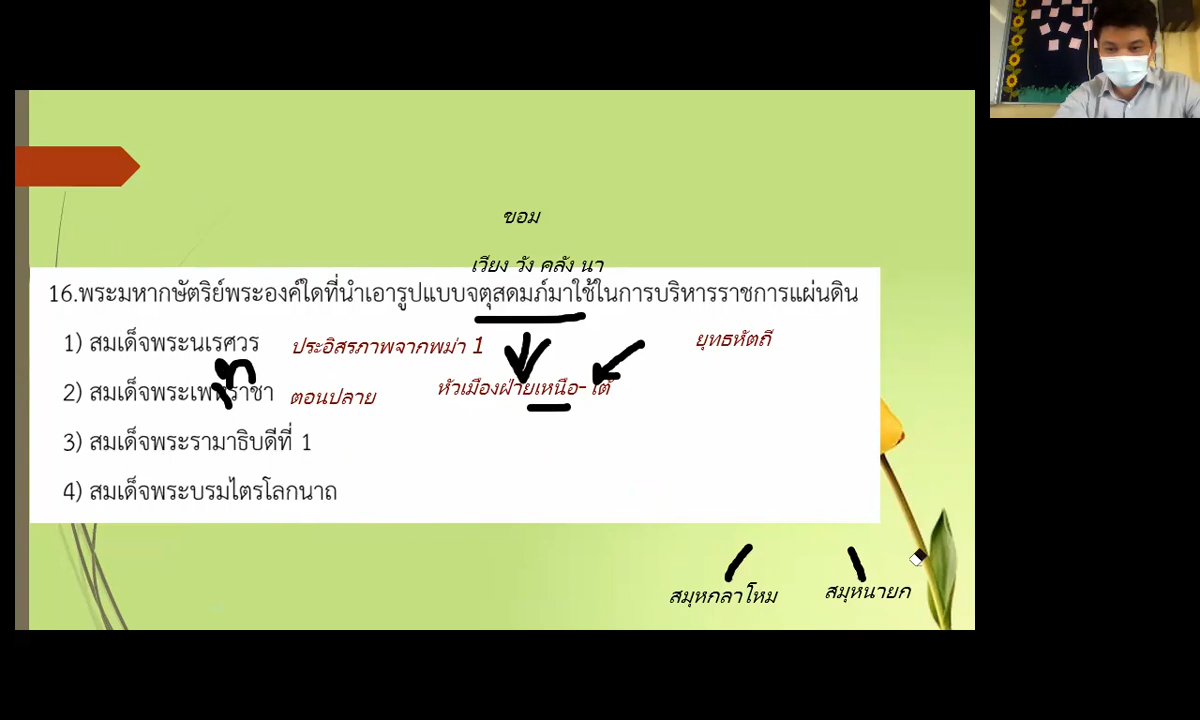 ขอม
เวียง วัง คลัง นา
16.พระมหากษัตริย์พระองค์ใดที่นำเอารูปแบบจตุสดมภ์มาใช้ในการบริหารราชการแผ่นดิน
1) สมเด็จพระนเรศวร ประอิสรภาพจากพม่า 1 ยุทธหัตถี
2) สมเด็จพระเพทราชา ตอนปลาย หัวเมืองฝ่ายเหนือ-ใต้
3) สมเด็จพระรามาธิบดีที่ 1
4) สมเด็จพระบรมไตรโลกนาถ
สมุหกลาโหม สมุหนายก